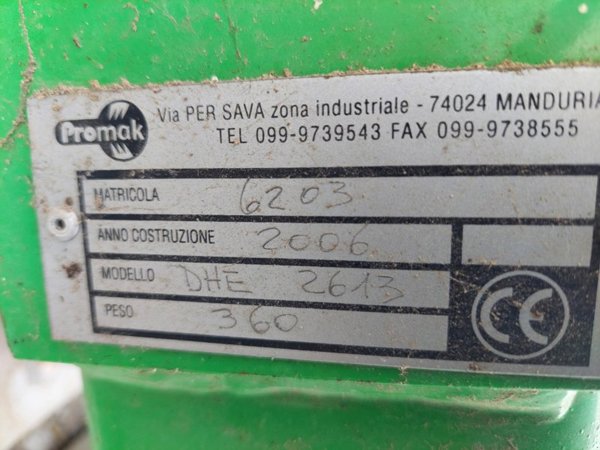 Promak
Via PER SAVA zona industriale - 74024 MANDURIA
TEL 099-9739543 FAX 099-9738555
MATRICOLA 6203
ANNO COSTRUZIONE 2006
MODELLO DHE 2613
PESO 360
CE